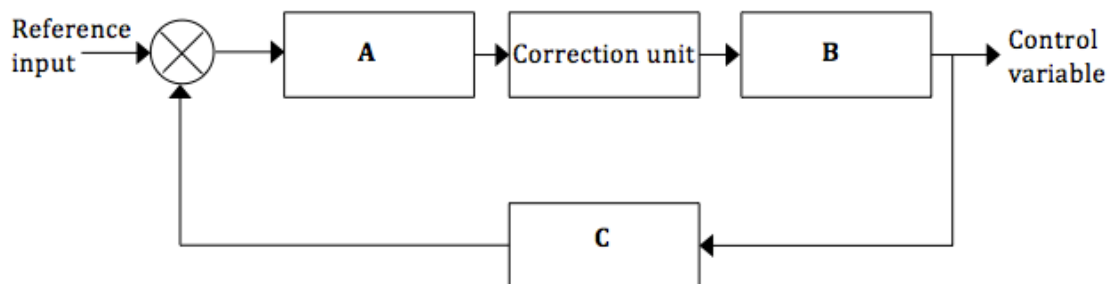 Reference
input
A
Correction unit
B
Control
variable
C